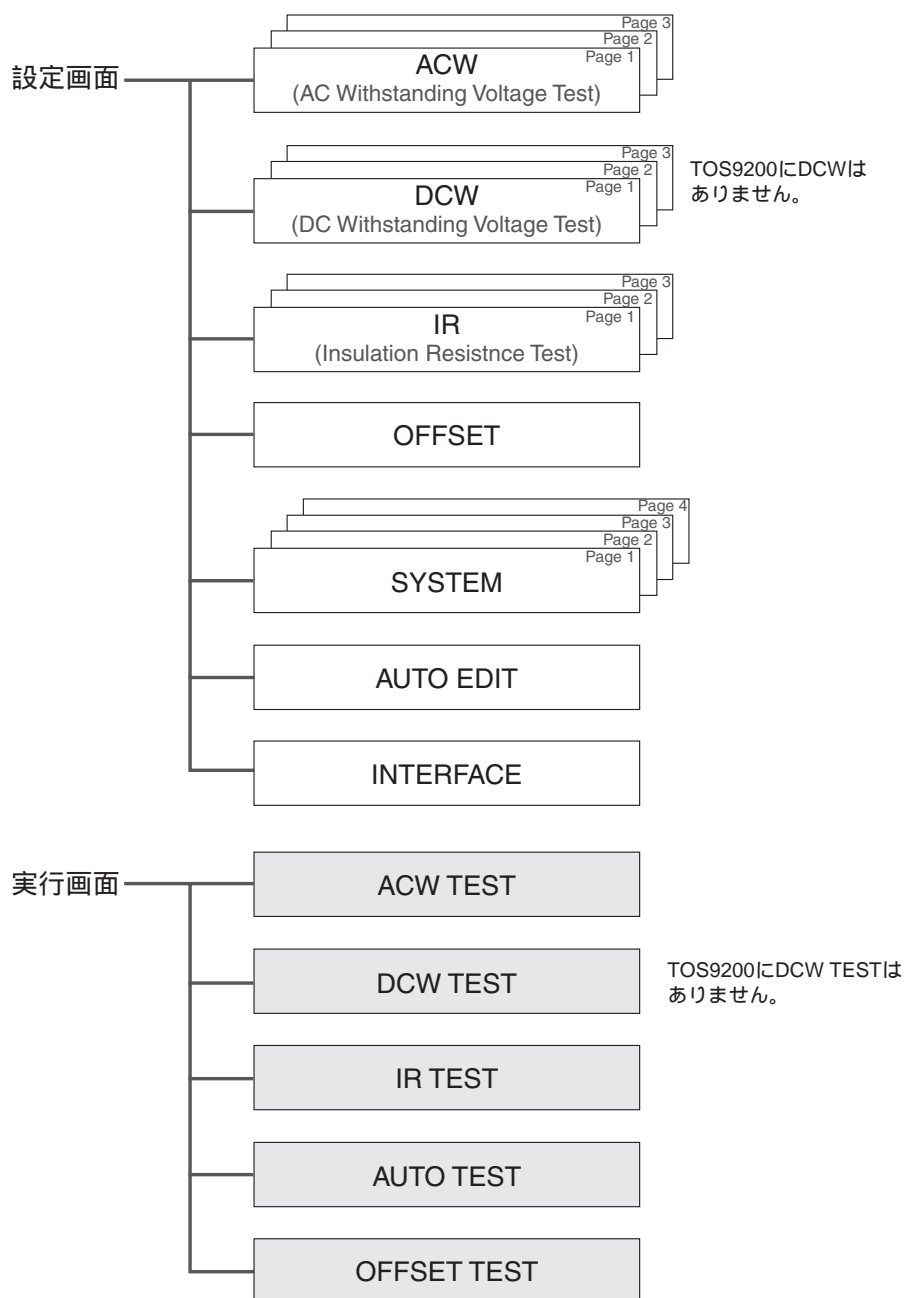 設定画面
Page 3
Page 2
Page 1
ACW
(AC Withstanding Voltage Test)
Page 3
Page 2
Page 1
DCW
(DC Withstanding Voltage Test)
TOS9200にDCWは
ありません。
Page 3
Page 2
Page 1
IR
(Insulation Resistnce Test)
OFFSET
Page 4
Page 3
Page 2
Page 1
SYSTEM
AUTO EDIT
INTERFACE
実行画面
ACW TEST
DCW TEST
TOS9200にDCW TESTは
ありません。
IR TEST
AUTO TEST
OFFSET TEST